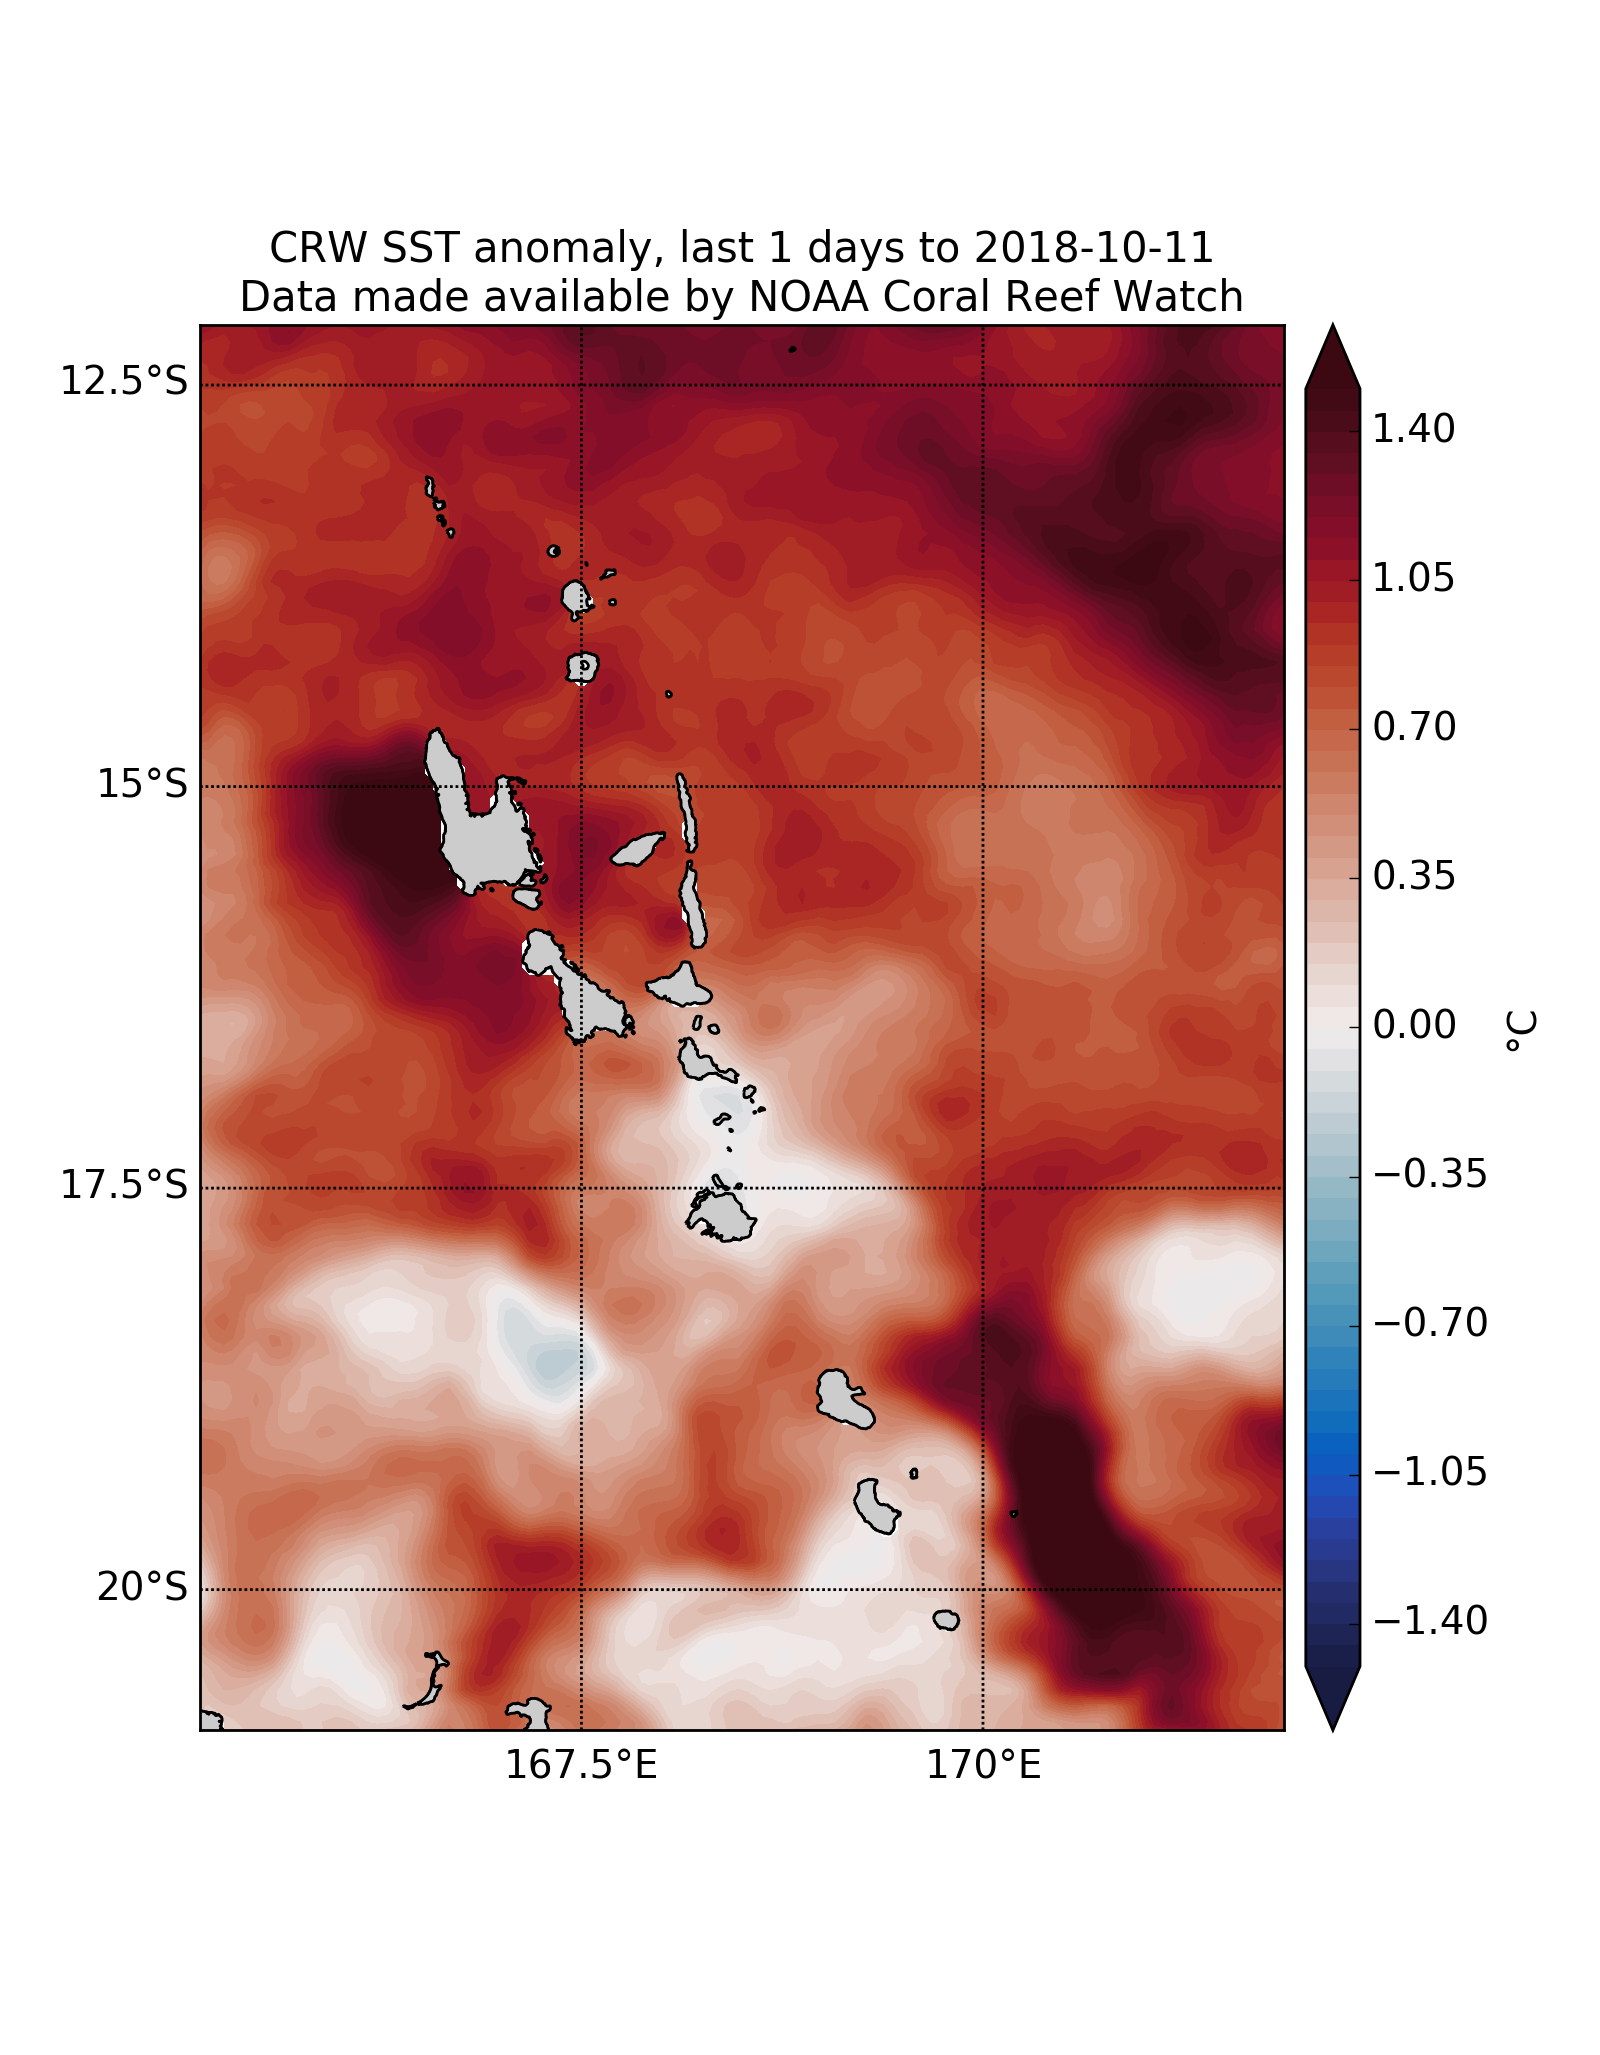 CRW SST anomaly, last 1 days to 2018-10-11
Data made available by NOAA Coral Reef Watch
12.5°S
15°S
17.5°S
20°S
167.5°E
170°E
1.40
1.05
0.70
0.35
0.00
−0.35
−0.70
−1.05
−1.40
°C